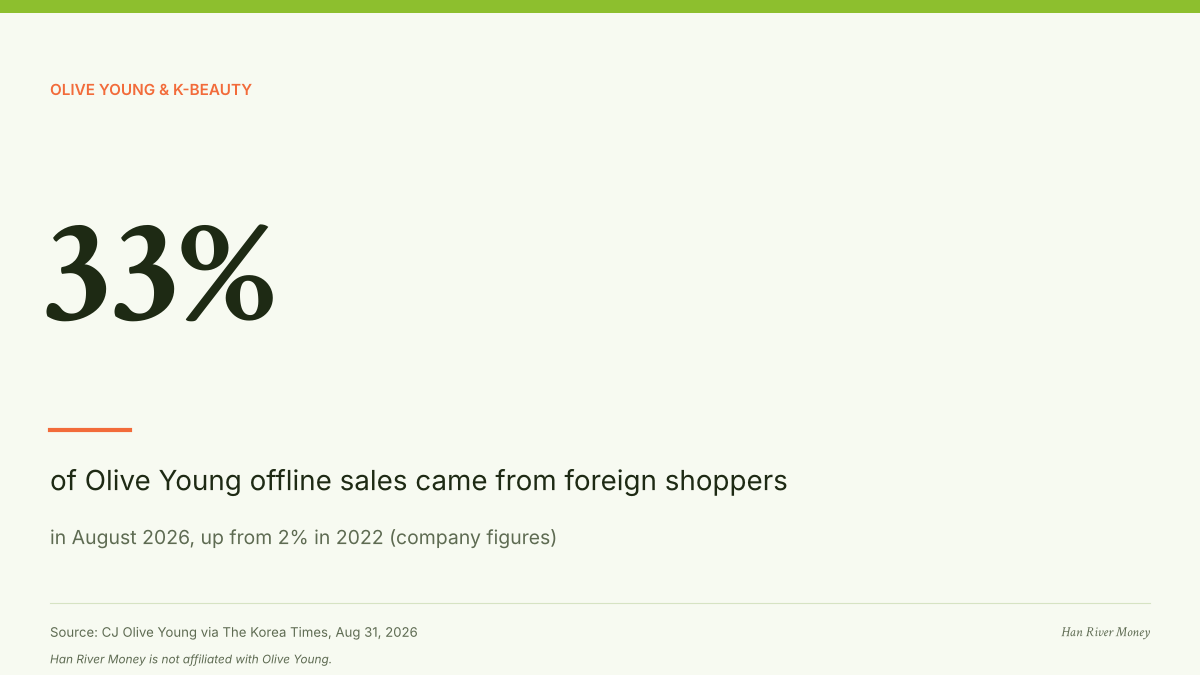 OLIVE YOUNG & K-BEAUTY
33%
of Olive Young offline sales came from foreign shoppers
in August 2026, up from 2% in 2022 (company figures)
Source: CJ Olive Young via The Korea Times, Aug 31, 2026
Han River Money
Han River Money is not affiliated with Olive Young.